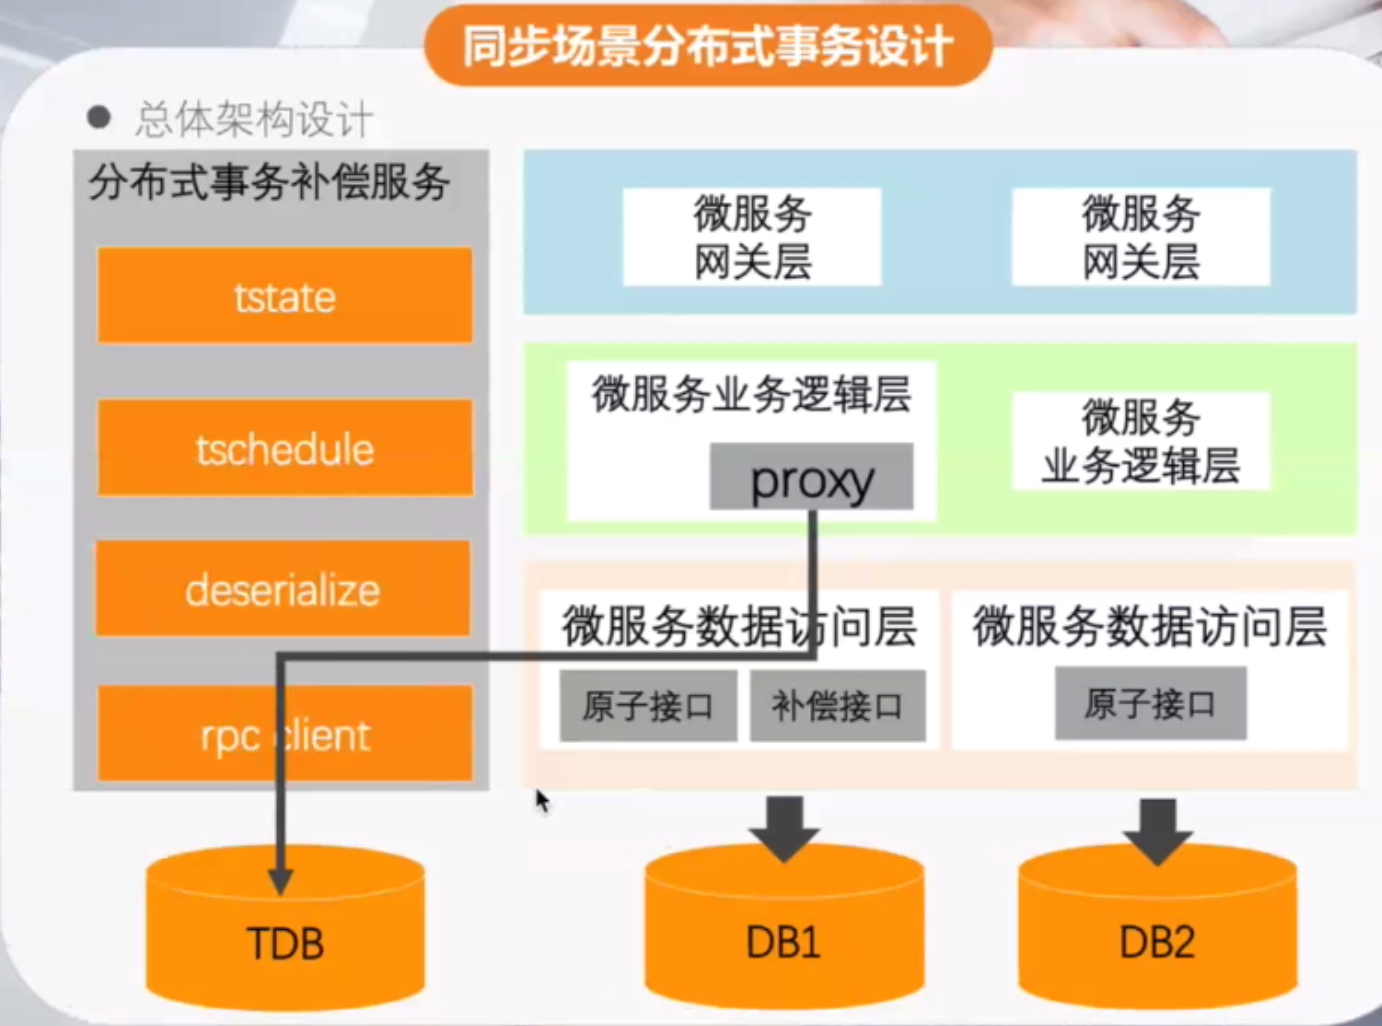 同步场景分布式事务设计
总体架构设计
分布式事务补偿服务
tstate
tschedule
deserialize
rpc client
微服务
网关层
微服务
网关层
微服务业务逻辑层
proxy
微服务
业务逻辑层
微服务数据访问层
原子接口
补偿接口
微服务数据访问层
原子接口
TDB
DB1
DB2